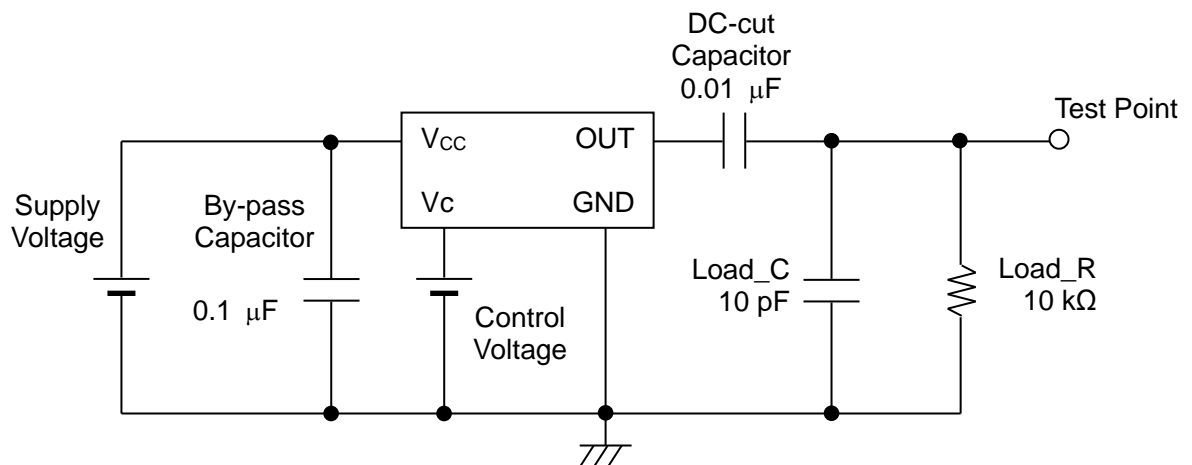 DC-cut
Capacitor
0.01 μF
Test Point
VCC
OUT
Vc
GND
Supply
Voltage
By-pass
Capacitor
0.1 μF
Control
Voltage
Load_C
10 pF
Load_R
10 kΩ